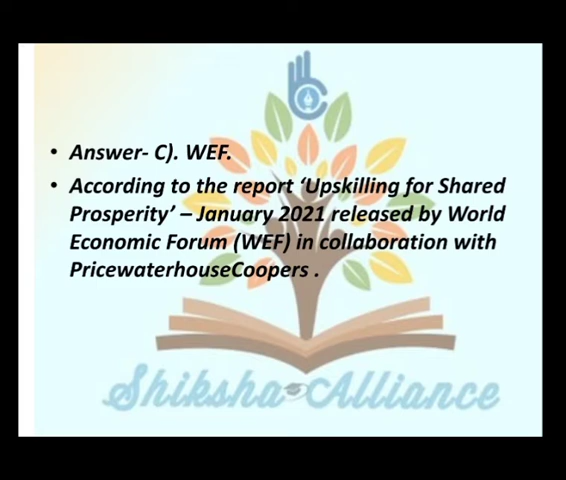 • Answer- C). WEF.
• According to the report ‘Upskilling for Shared
Prosperity’ – January 2021 released by World
Economic Forum (WEF) in collaboration with
PricewaterhouseCoopers .
Shiksha Alliance